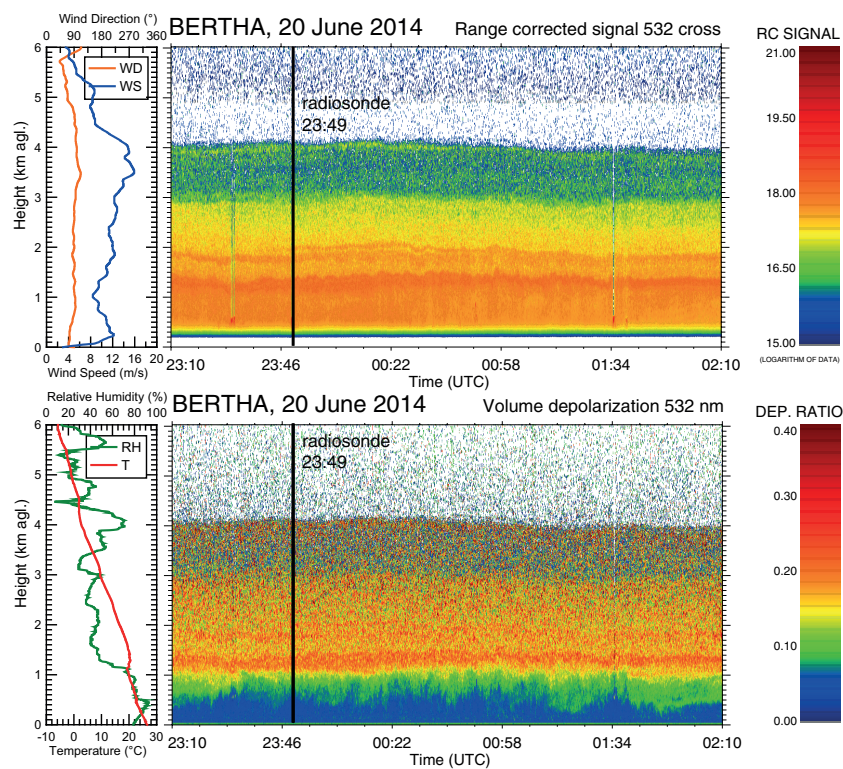 Wind Direction (°)
0 90 180 270 360
BERTHA, 20 June 2014 Range corrected signal 532 cross
RC SIGNAL
WD
WS
radiosonde
23:49
Height (km agl.)
6
5
4
3
2
1
0
0 4 8 12 16 20
Wind Speed (m/s)
23:10 23:46 00:22 00:58 01:34 02:10
Time (UTC)
21.00
19.50
18.00
16.50
15.00
(LOGARITHM OF DATA)
Relative Humidity (%)
0 20 40 60 80 100
BERTHA, 20 June 2014 Volume depolarization 532 nm
DEP. RATIO
RH
T
radiosonde
23:49
Height (km agl.)
6
5
4
3
2
1
0
-10 0 10 20 30
Temperature (°C)
23:10 23:46 00:22 00:58 01:34 02:10
Time (UTC)
0.40
0.30
0.20
0.10
0.00